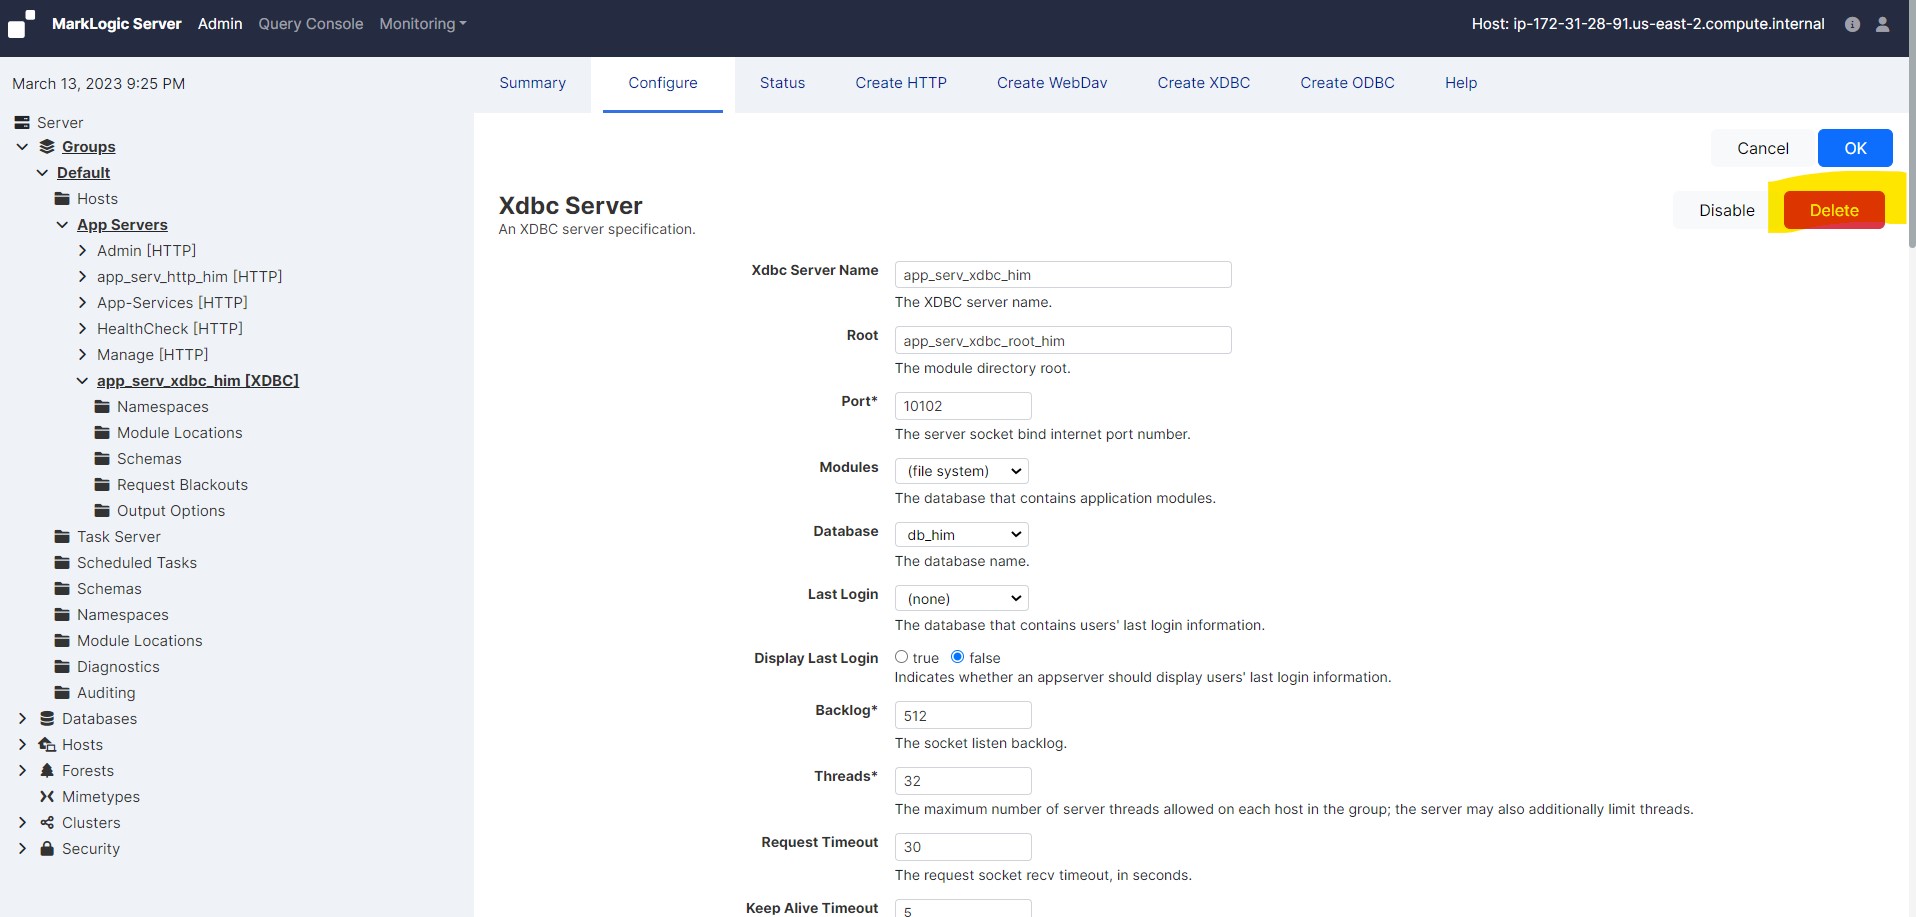 MarkLogic Server Admin Query Console Monitoring Host: ip-172-31-28-91.us-east-2.compute.internal
March 13, 2023 9:25 PM
Summary Configure Status Create HTTP Create WebDav Create XDBC Create ODBC Help
Server
Groups
Default
Hosts
App Servers
Admin [HTTP]
app_serv_http_him [HTTP]
App-Services [HTTP]
HealthCheck [HTTP]
Manage [HTTP]
app_serv_xdbc_him [XDBC]
Namespaces
Module Locations
Schemas
Request Blackouts
Output Options
Task Server
Scheduled Tasks
Schemas
Namespaces
Module Locations
Diagnostics
Auditing
Databases
Hosts
Forests
Mimetypes
Clusters
Security
Cancel OK
Xdbc Server
An XDBC server specification.
Disable Delete
Xdbc Server Name app_serv_xdbc_him
The XDBC server name.
Root app_serv_xdbc_root_him
The module directory root.
Port* 10102
The server socket bind internet port number.
Modules (file system)
The database that contains application modules.
Database db_him
The database name.
Last Login (none)
The database that contains users' last login information.
Display Last Login true false
Indicates whether an appserver should display users' last login information.
Backlog* 512
The socket listen backlog.
Threads* 32
The maximum number of server threads allowed on each host in the group; the server may also additionally limit threads.
Request Timeout 30
The request socket recv timeout, in seconds.
Keep Alive Timeout 5